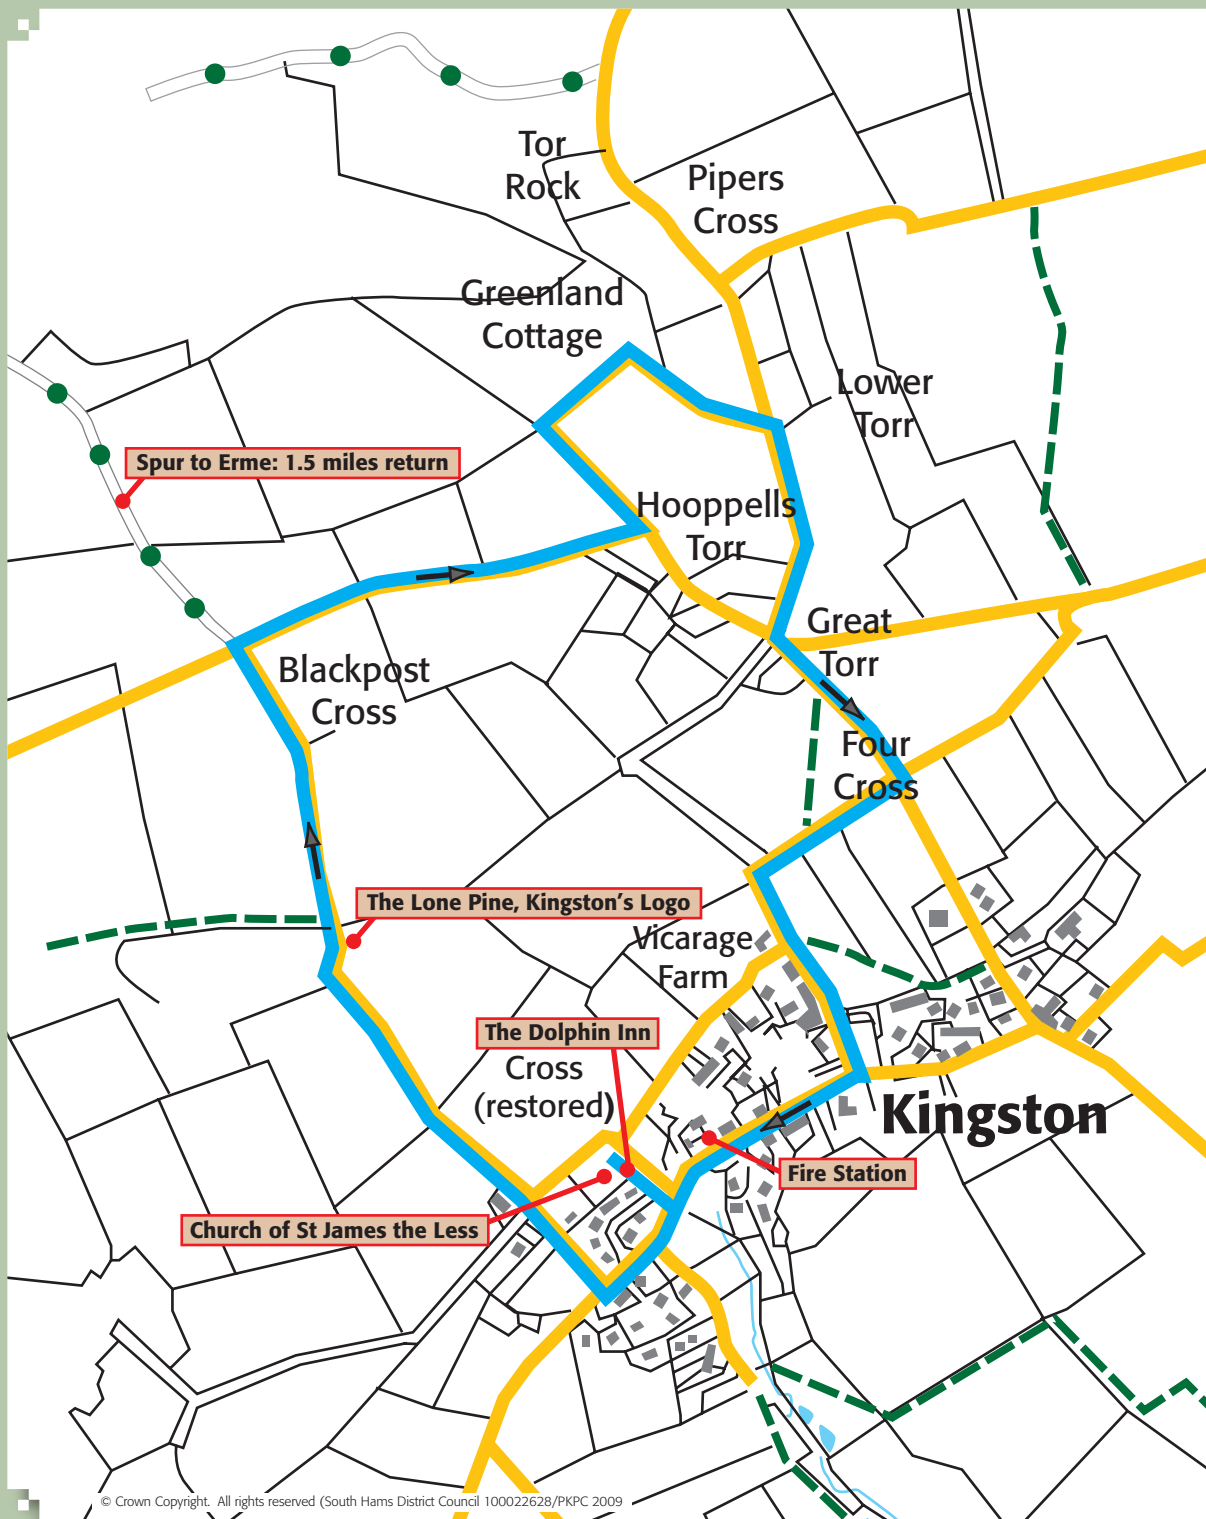 Tor
Rock
Pipers
Cross
Greenland
Cottage
Lower
Torr
Spur to Erme: 1.5 miles return
Hooppells
Torr
Great
Torr
Blackpost
Cross
Four
Cross
The Lone Pine, Kingston's Logo
Vicarage
Farm
The Dolphin Inn
Cross
(restored)
Kingston
Fire Station
Church of St James the Less
© Crown Copyright. All rights reserved (South Hams District Council 100022628/PKPC 2009